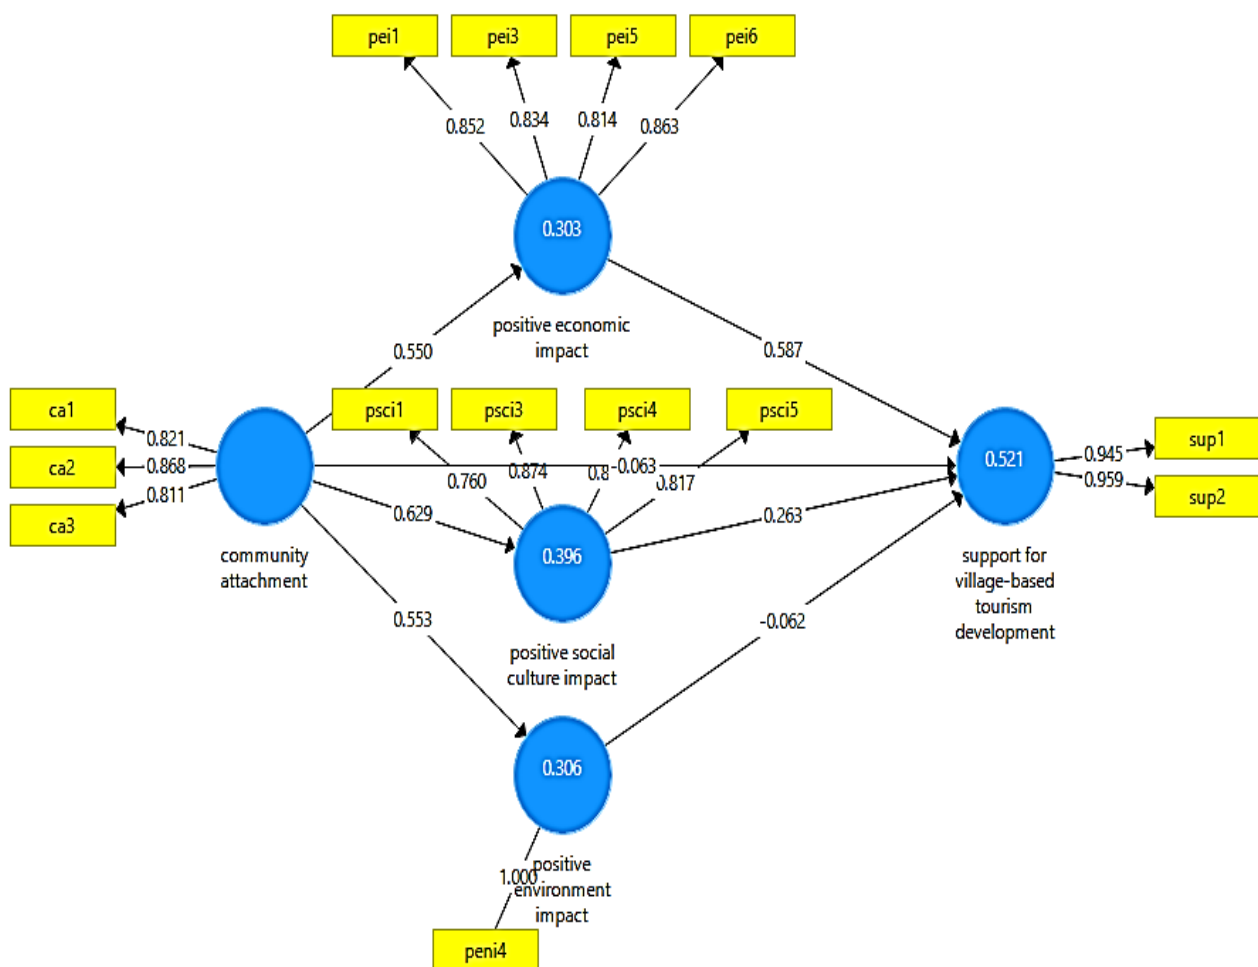 pei1 pei3 pei5 pei6
0.852 0.834 0.814 0.863
0.303
positive economic
impact
0.550 0.587
ca1 psci1 psci3 psci4 psci5 sup1
0.821 0.945
ca2 0.868 0.760 0.874 0.8 -0.063 0.817 0.521 0.959 sup2
ca3 0.811
0.629 0.263
community
attachment
0.396
support for
village-based
tourism
development
0.553 -0.062
positive social
culture impact
0.306
1.000
positive
environment
impact
peni4